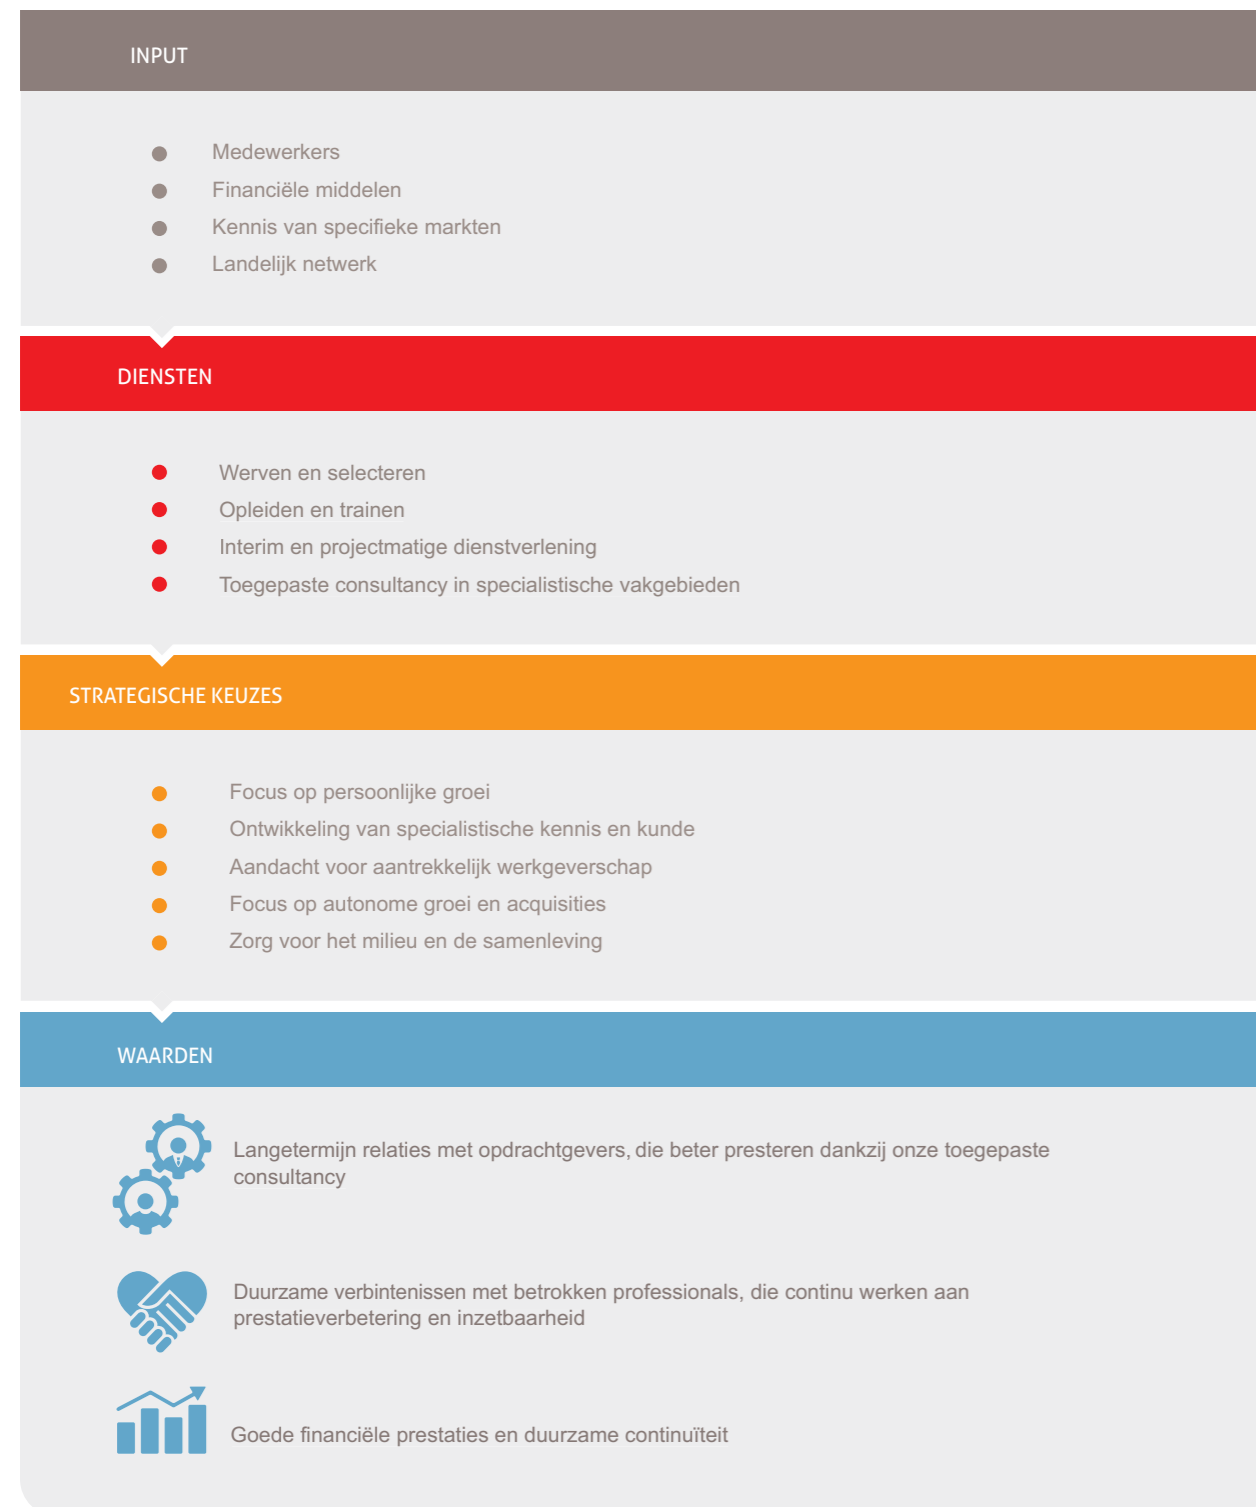 INPUT
Medewerkers
Financiële middelen
Kennis van specifieke markten
Landelijk netwerk
DIENSTEN
Werven en selecteren
Opleiden en trainen
Interim en projectmatige dienstverlening
Toegepaste consultancy in specialistische vakgebieden
STRATEGISCHE KEUZES
Focus op persoonlijke groei
Ontwikkeling van specialistische kennis en kunde
Aandacht voor aantrekkelijk werkgeverschap
Focus op autonome groei en acquisities
Zorg voor het milieu en de samenleving
WAARDEN
Langetermijn relaties met opdrachtgevers, die beter presteren dankzij onze toegepaste
consultancy
Duurzame verbintenissen met betrokken professionals, die continu werken aan
prestatieverbetering en inzetbaarheid
Goede financiële prestaties en duurzame continuïteit